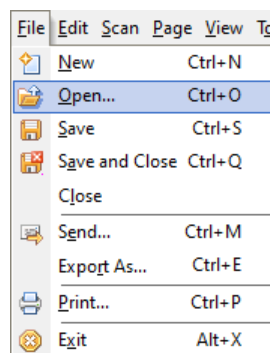 File Edit Scan Page View
New Ctrl+N
Open... Ctrl+O
Save Ctrl+S
Save and Close Ctrl+Q
Close
Send... Ctrl+M
Export As... Ctrl+E
Print... Ctrl+P
Exit Alt+X